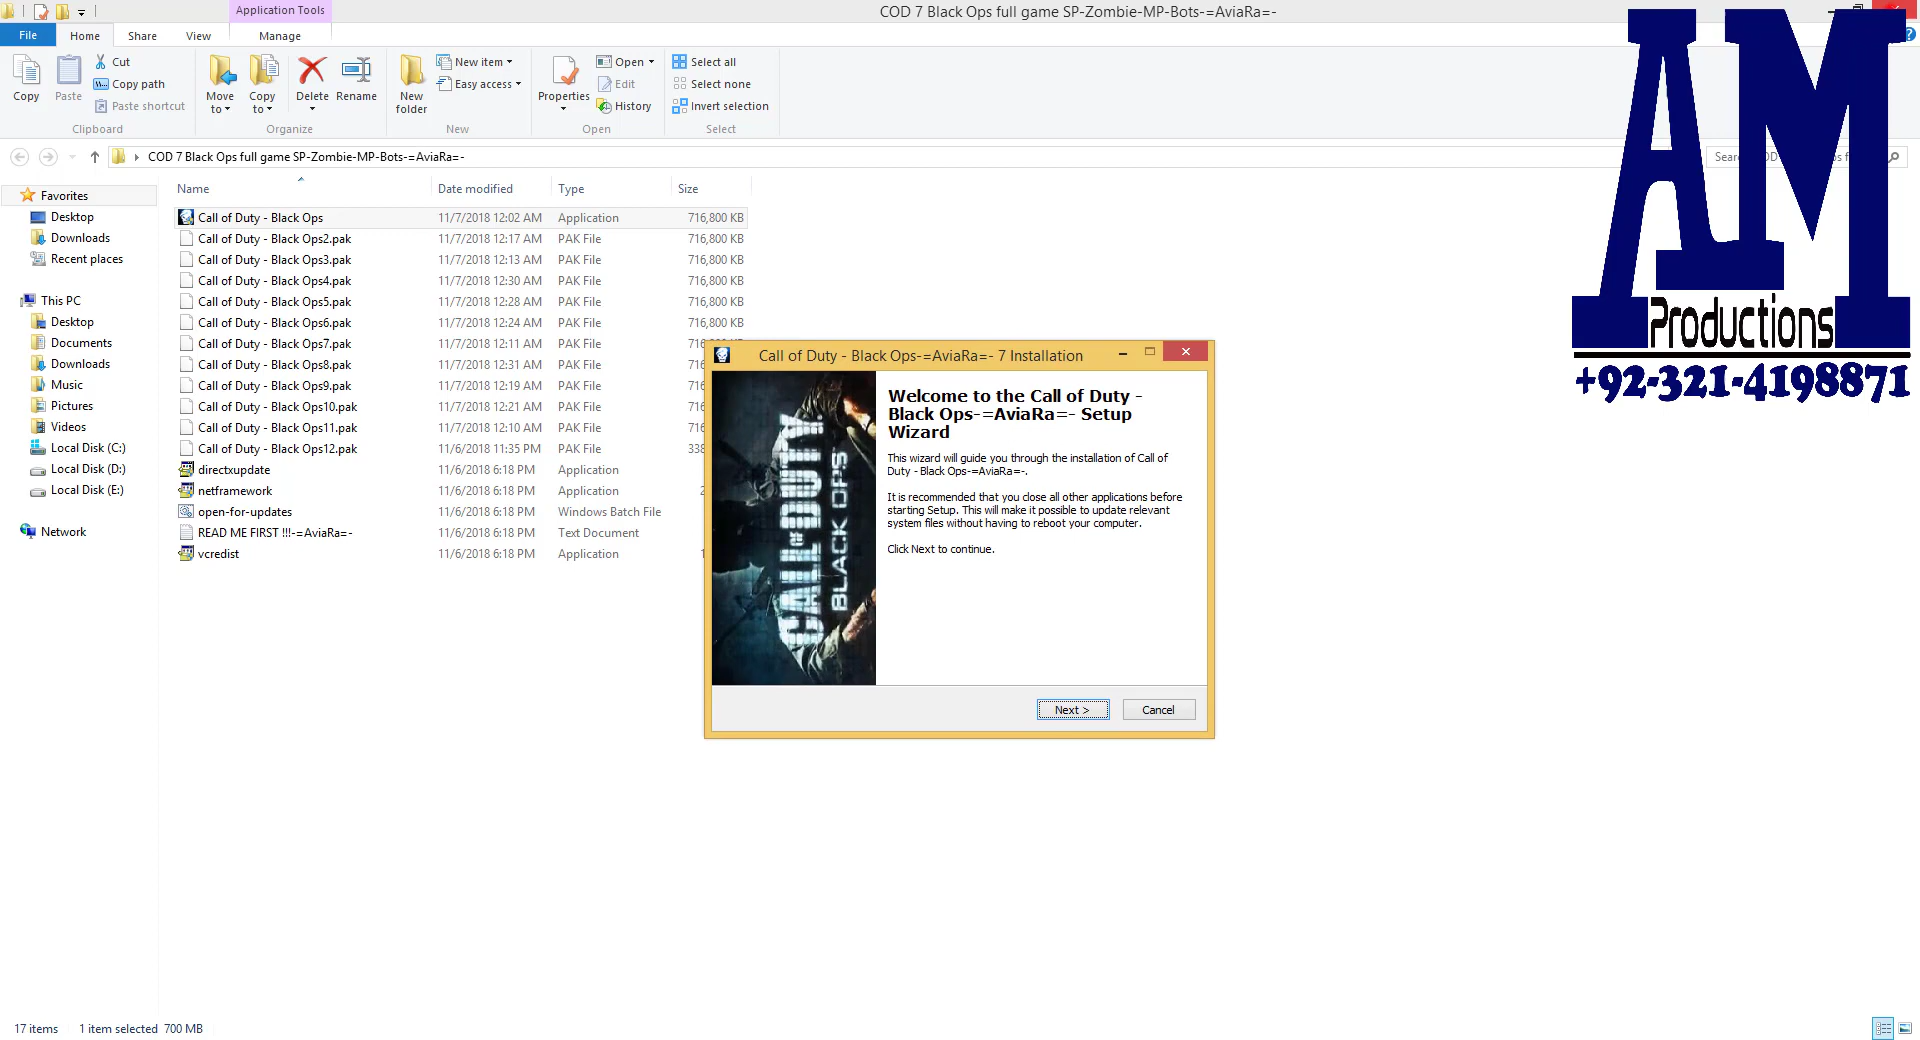 Application Tools
COD 7 Black Ops full game SP-Zombie-MP-Bots-=AviaRa=-
File
Home
Share
View
Manage
Copy
Paste
Cut
Copy path
Paste shortcut
Clipboard
Move to
Copy to
Delete
Rename
Organize
New folder
New item
Easy access
New
Properties
Open
Edit
History
Open
Select all
Select none
Invert selection
Select
COD 7 Black Ops full game SP-Zombie-MP-Bots-=AviaRa=-
AM
Productions
+92-321-4198871
Favorites
Desktop
Downloads
Recent places
This PC
Desktop
Documents
Downloads
Music
Pictures
Videos
Local Disk (C:)
Local Disk (D:)
Local Disk (E:)
Network
Name Date modified Type Size
Call of Duty - Black Ops 11/7/2018 12:02 AM Application 716,800 KB
Call of Duty - Black Ops2.pak 11/7/2018 12:17 AM PAK File 716,800 KB
Call of Duty - Black Ops3.pak 11/7/2018 12:13 AM PAK File 716,800 KB
Call of Duty - Black Ops4.pak 11/7/2018 12:30 AM PAK File 716,800 KB
Call of Duty - Black Ops5.pak 11/7/2018 12:28 AM PAK File 716,800 KB
Call of Duty - Black Ops6.pak 11/7/2018 12:24 AM PAK File 716,800 KB
Call of Duty - Black Ops7.pak 11/7/2018 12:11 AM PAK File
Call of Duty - Black Ops8.pak 11/7/2018 12:31 AM PAK File
Call of Duty - Black Ops9.pak 11/7/2018 12:19 AM PAK File
Call of Duty - Black Ops10.pak 11/7/2018 12:21 AM PAK File
Call of Duty - Black Ops11.pak 11/7/2018 12:10 AM PAK File
Call of Duty - Black Ops12.pak 11/6/2018 11:35 PM PAK File
directxupdate 11/6/2018 6:18 PM Application
netframework 11/6/2018 6:18 PM Application
open-for-updates 11/6/2018 6:18 PM Windows Batch File
READ ME FIRST !!!-=AviaRa=- 11/6/2018 6:18 PM Text Document
vcredist 11/6/2018 6:18 PM Application
Call of Duty - Black Ops-=AviaRa=- 7 Installation
CALL OF DUTY
BLACK OPS
Welcome to the Call of Duty -
Black Ops-=AviaRa=- Setup
Wizard
This wizard will guide you through the installation of Call of
Duty - Black Ops-=AviaRa=-.
It is recommended that you close all other applications before
starting Setup. This will make it possible to update relevant
system files without having to reboot your computer.
Click Next to continue.
Next >
Cancel
17 items 1 item selected 700 MB